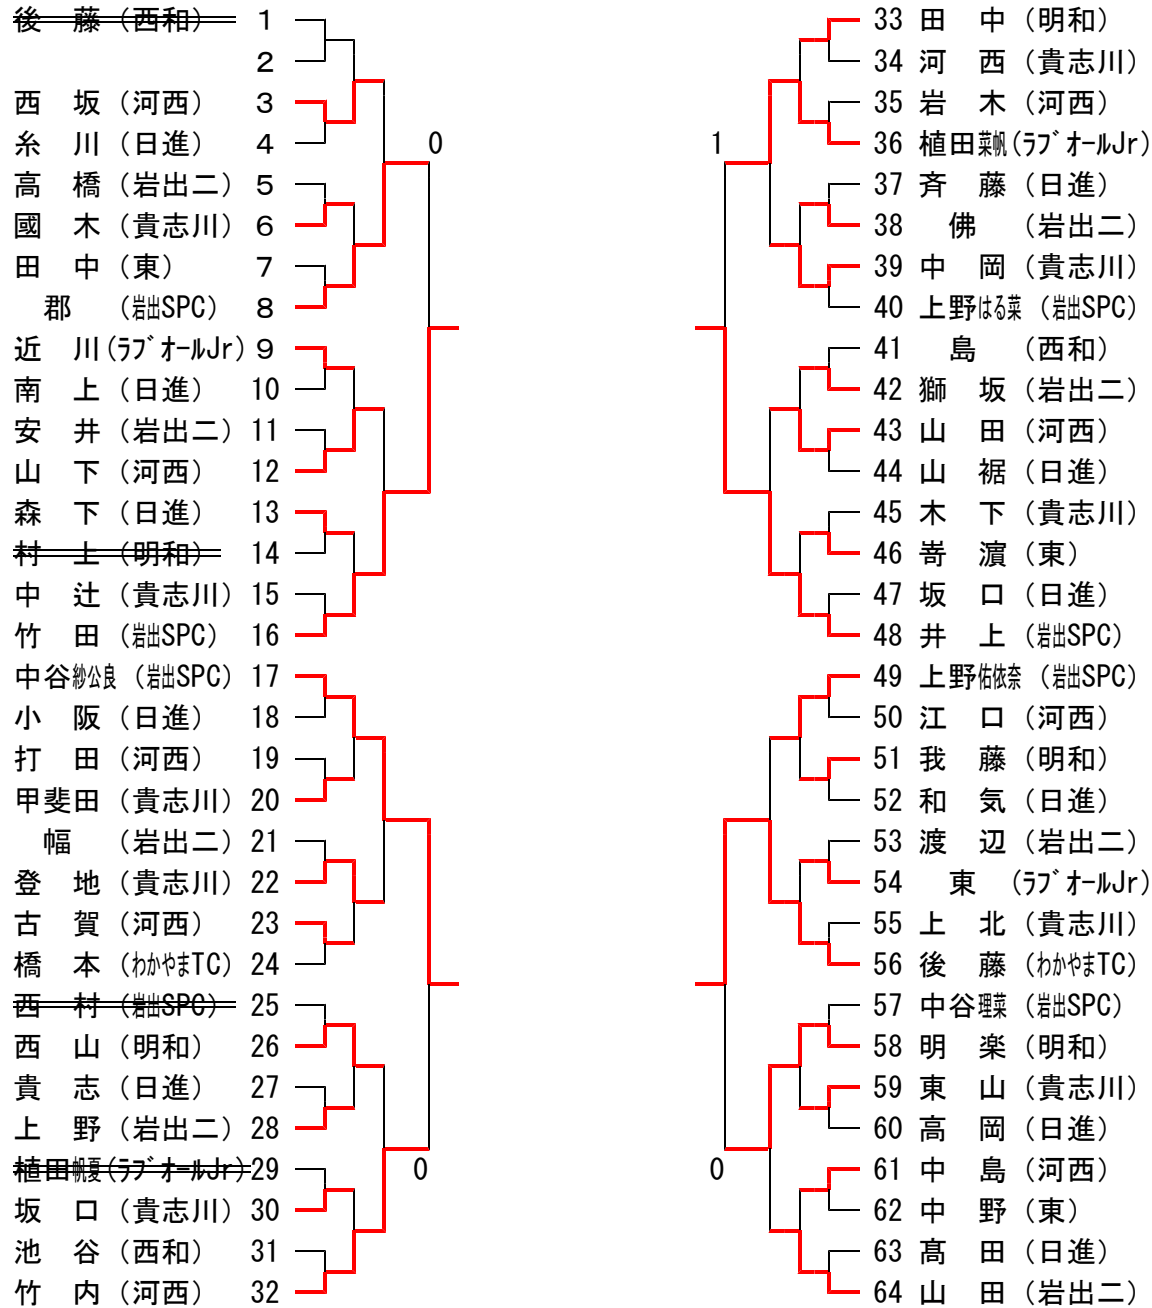 後 藤（西和） 1
2
西 坂（河西） 3
糸 川（日進） 4
高 橋（岩出二） 5
國 木（貴志川） 6
田 中（東） 7
郡 （岩出SPC） 8
近 川(ラブオールJr) 9
南 上（日進） 10
安 井（岩出二） 11
山 下（河西） 12
森 下（日進） 13
村 上（明和） 14
中 辻（貴志川） 15
竹 田（岩出SPC） 16
中谷紗公良（岩出SPC） 17
小 阪（日進） 18
打 田（河西） 19
甲斐田（貴志川） 20
幅 （岩出二） 21
登 地（貴志川） 22
古 賀（河西） 23
橋 本（わかやまTC） 24
西 村（岩出SPC） 25
西 山（明和） 26
貴 志（日進） 27
上 野（岩出二） 28
植田帆夏(ラブオールJr) 29
坂 口（貴志川） 30
池 谷（西和） 31
竹 内（河西） 32
0
0
1
0
33 田 中（明和）
34 河 西（貴志川）
35 岩 木（河西）
36 植田菜帆(ラブオールJr)
37 斉 藤（日進）
38 佛 （岩出二）
39 中 岡（貴志川）
40 上野はる菜（岩出SPC）
41 島 （西和）
42 獅 坂（岩出二）
43 山 田（河西）
44 山 裾（日進）
45 木 下（貴志川）
46 嵜 濵（東）
47 坂 口（日進）
48 井 上（岩出SPC）
49 上野佑依奈（岩出SPC）
50 江 口（河西）
51 我 藤（明和）
52 和 気（日進）
53 渡 辺（岩出二）
54 東 (ラブオールJr)
55 上 北（貴志川）
56 後 藤（わかやまTC）
57 中谷理菜（岩出SPC）
58 明 楽（明和）
59 東 山（貴志川）
60 高 岡（日進）
61 中 島（河西）
62 中 野（東）
63 髙 田（日進）
64 山 田（岩出二）